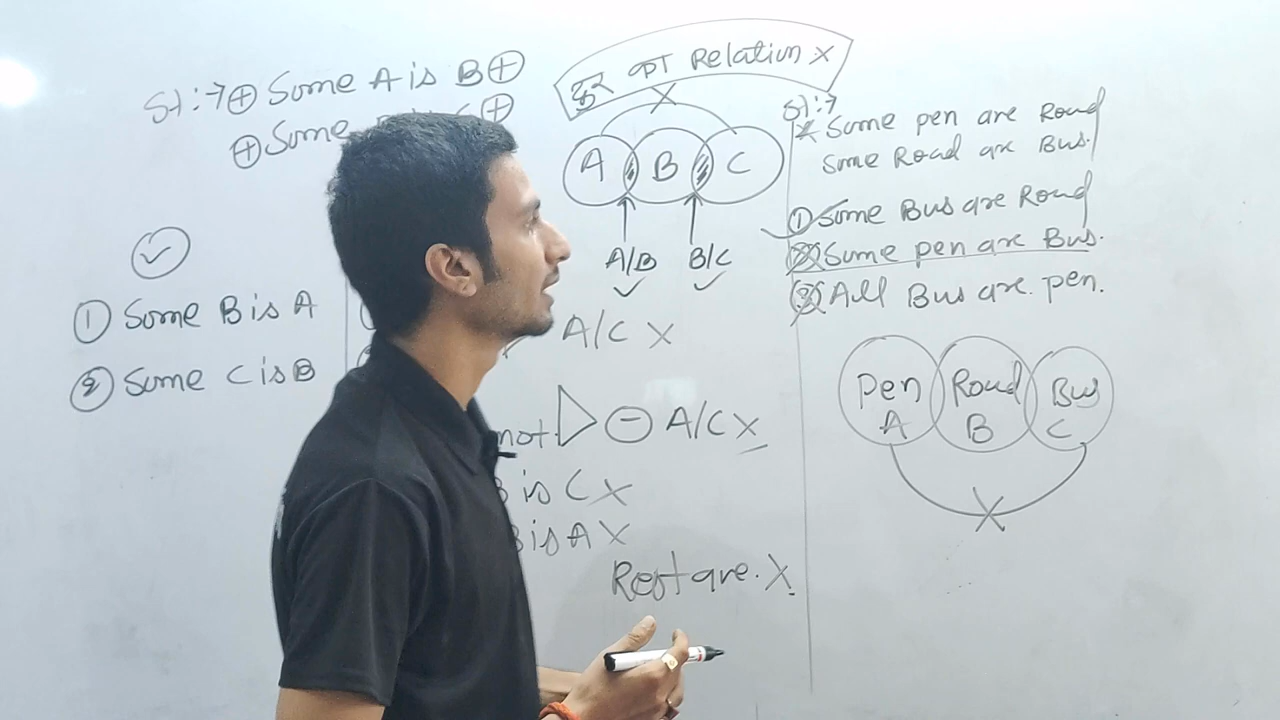 St:→ ⊕ Some A is B ⊕
⊕ Some
✓
① Some B is A
② Some C is B
दूर का Relation X
X
A B C
A/B B/C
✓ ✓
A/C X
not. ⊖ A/C X
is C X
B is A X
Rest are. X
St:→
* Some pen are Road
Some Road are Bus.
① Some Bus are Road
② Some pen are Bus.
③ All Bus are. pen.
Pen Road Bus
A B C
X